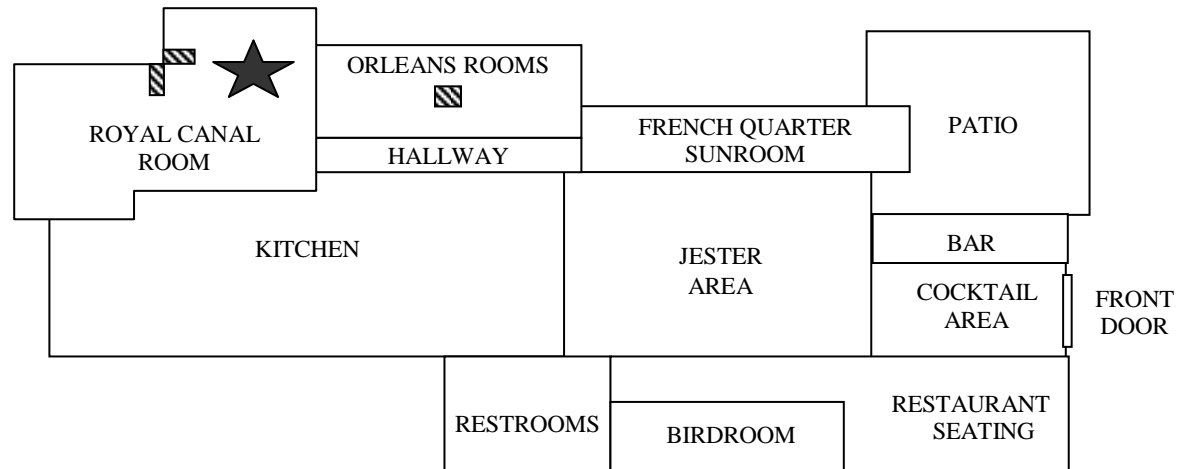 ORLEANS ROOMS
ROYAL CANAL
ROOM
HALLWAY
FRENCH QUARTER
SUNROOM
PATIO
KITCHEN
JESTER
AREA
BAR
COCKTAIL
AREA
FRONT
DOOR
RESTROOMS
BIRDROOM
RESTAURANT
SEATING